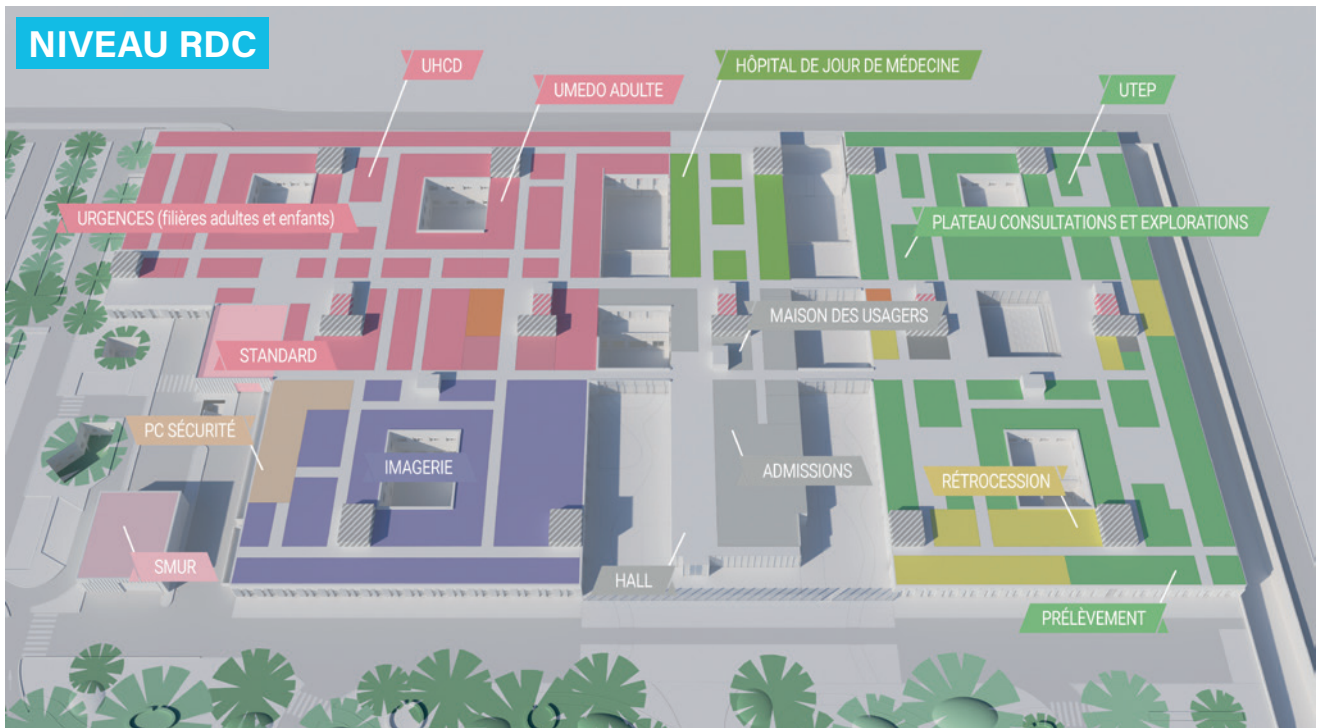 NIVEAU RDC
UHCD
HÔPITAL DE JOUR DE MÉDECINE
UMEDO ADULTE
UTEP
URGENCES (filières adultes et enfants)
PLATEAU CONSULTATIONS ET EXPLORATIONS
MAISON DES USAGERS
STANDARD
PC SÉCURITÉ
IMAGERIE
ADMISSIONS
RÉTROCESSION
SMUR
HALL
PRÉLÈVEMENT